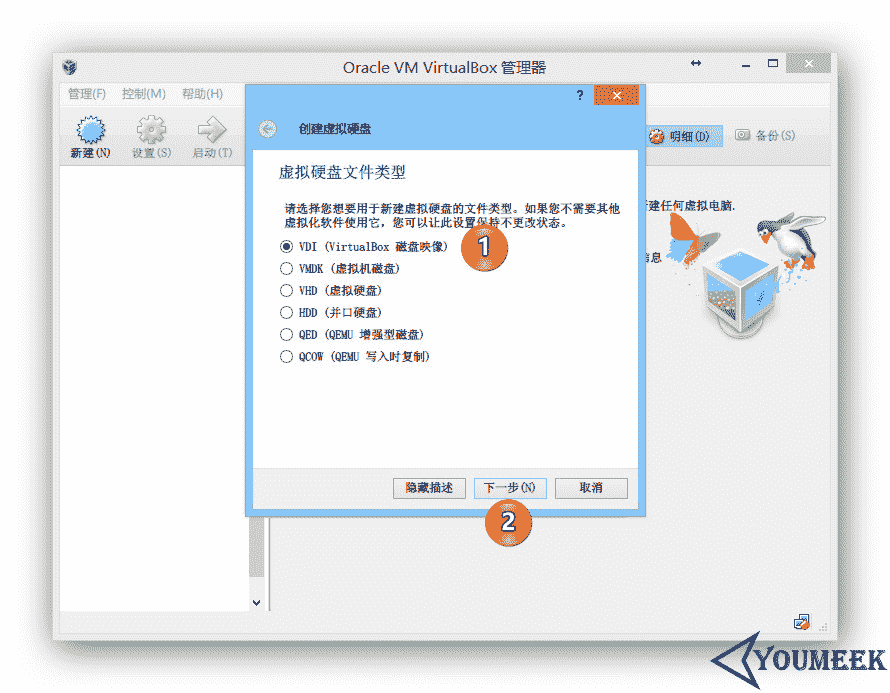 Oracle VM VirtualBox 管理器
管理(F) 控制(M) 帮助(H)
新建(N) 设置(S) 启动(T)
明细(D) 备份(S)
?
创建虚拟硬盘
虚拟硬盘文件类型
请选择您想要用于新建虚拟硬盘的文件类型。如果您不需要其他
虚拟化软件使用它，您可以让此设置保持不更改状态。
VDI (VirtualBox 磁盘映像)
1
VMDK (虚拟机磁盘)
VHD (虚拟硬盘)
HDD (并口硬盘)
QED (QEMU 增强型磁盘)
QCOW (QEMU 写入时复制)
隐藏描述 下一步(N) 取消
2
建任何虚拟电脑.
信息
YOUMEEK